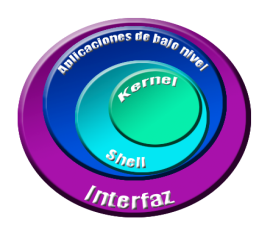 Aplicaciones de bajo nivel
Kernel
Shell
Interfaz